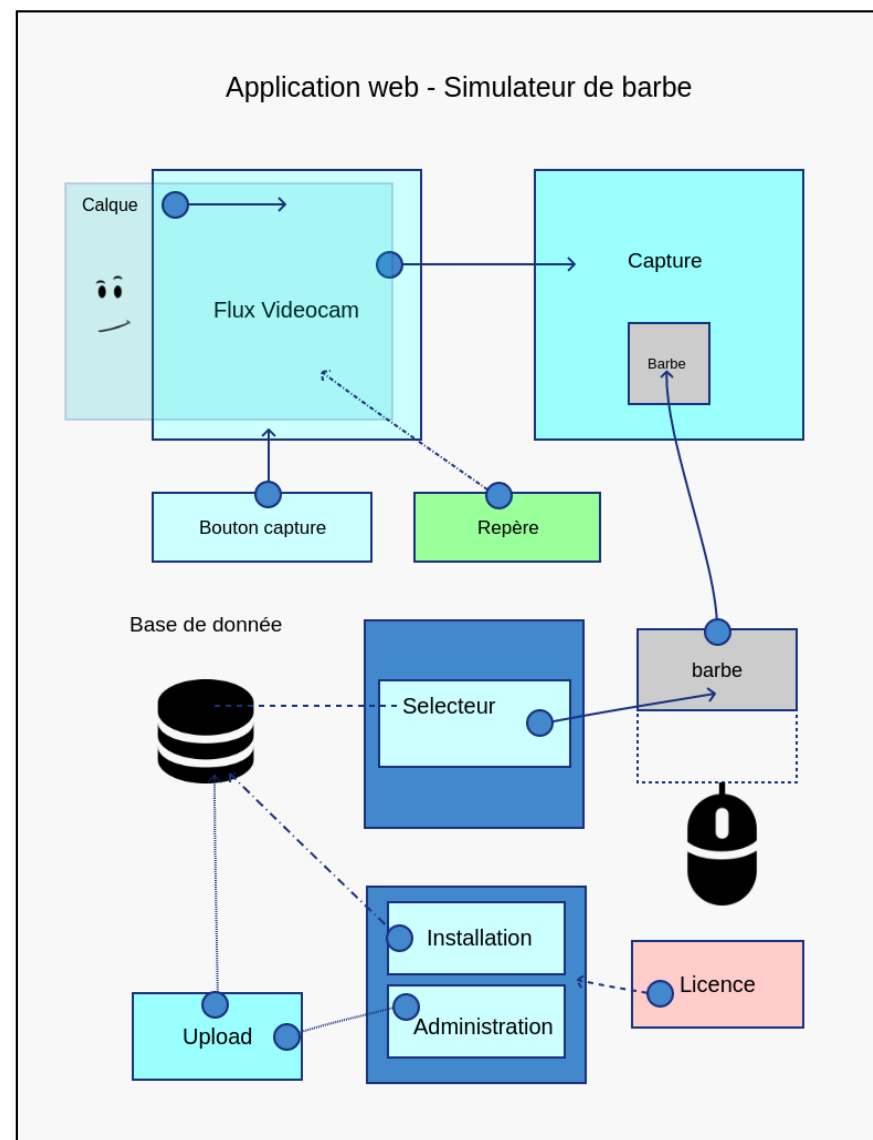 Application web - Simulateur de barbe
Calque
Flux Videocam
Capture
Barbe
Bouton capture
Repère
Base de donnée
Selecteur
barbe
Installation
Administration
Licence
Upload